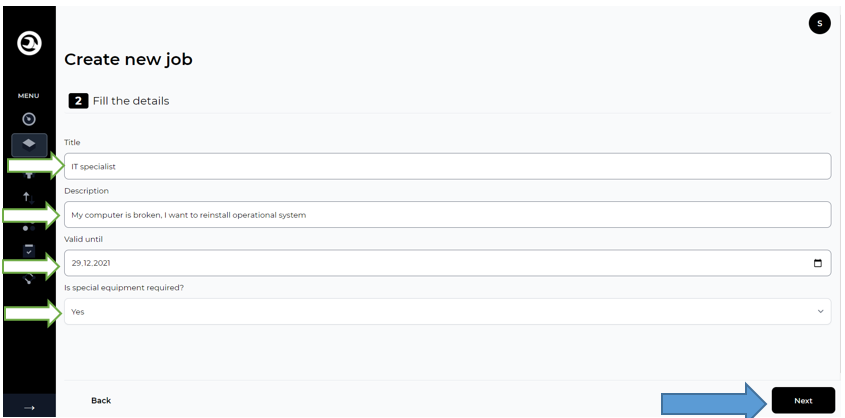 S
Create new job
MENU
2 Fill the details
Title
IT specialist
Description
My computer is broken, I want to reinstall operational system
Valid until
29.12.2021
Is special equipment required?
Yes
Back
Next